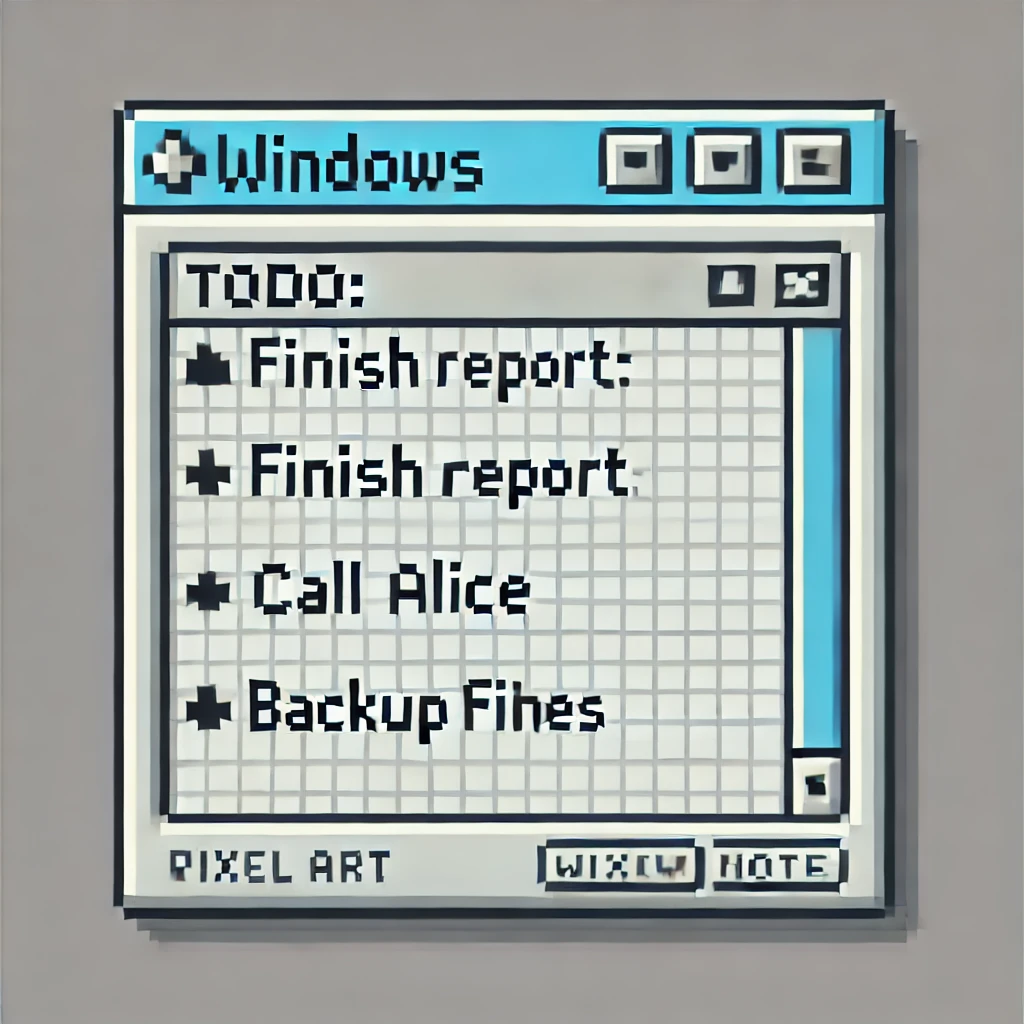 Windows
TODO:
Finish report:
Finish report:
Call Alice
Backup Fihes
PIXEL ART
NOTE